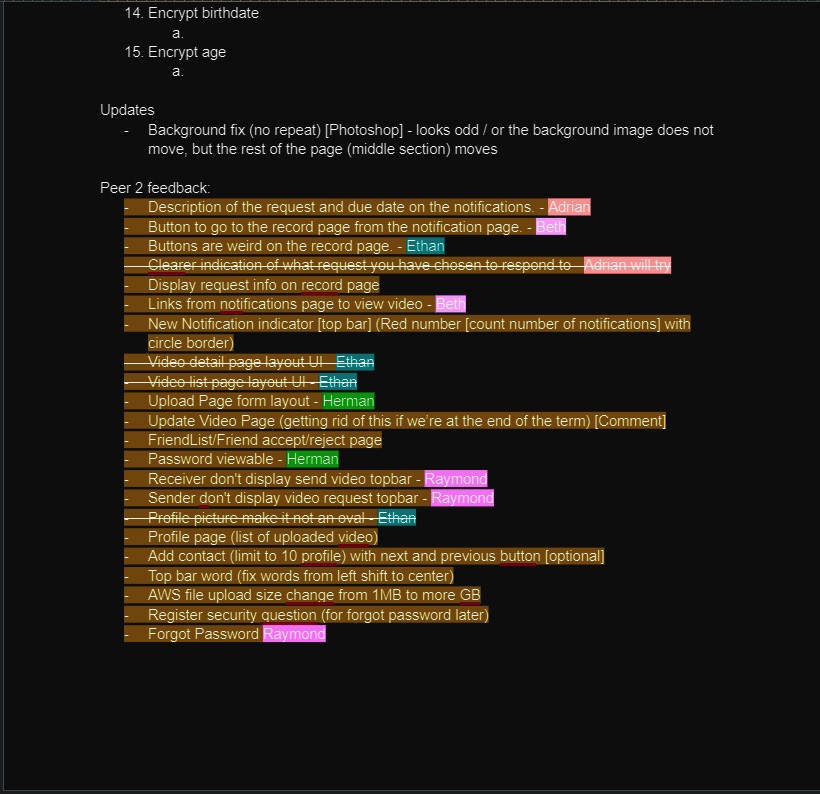 14. Encrypt birthdate
a.
15. Encrypt age
a.
Updates
- Background fix (no repeat) [Photoshop] - looks odd / or the background image does not
move, but the rest of the page (middle section) moves
Peer 2 feedback:
- Description of the request and due date on the notifications. - Adrian
- Button to go to the record page from the notification page. - Beth
- Buttons are weird on the record page. - Ethan
- Clearer indication of what request you have chosen to respond to - Adrian will try
- Display request info on record page
- Links from notifications page to view video - Beth
- New Notification indicator [top bar] (Red number [count number of notifications] with
circle border)
- Video detail page layout UI - Ethan
- Video list page layout UI - Ethan
- Upload Page form layout - Herman
- Update Video Page (getting rid of this if we're at the end of the term) [Comment]
- FriendList/Friend accept/reject page
- Password viewable - Herman
- Receiver don't display send video topbar - Raymond
- Sender don't display video request topbar - Raymond
- Profile picture make it not an oval - Ethan
- Profile page (list of uploaded video)
- Add contact (limit to 10 profile) with next and previous button [optional]
- Top bar word (fix words from left shift to center)
- AWS file upload size change from 1MB to more GB
- Register security question (for forgot password later)
- Forgot Password Raymond